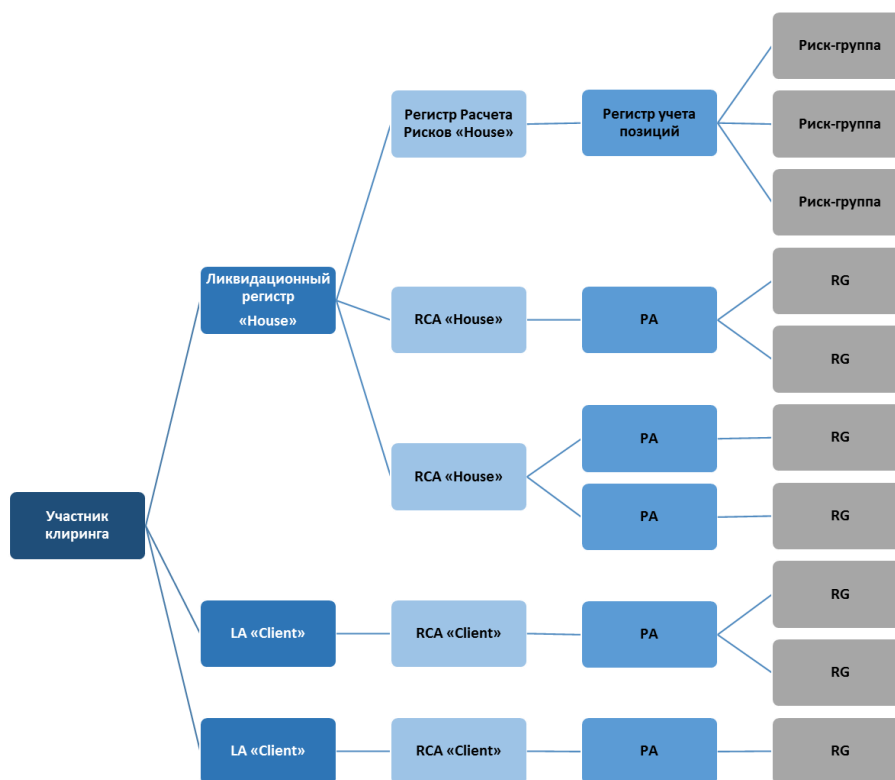 Риск-группа
Регистр Расчета
Рисков «House»
Регистр учета
позиций
Риск-группа
Риск-группа
Ликвидационный
регистр
«House»
RG
RCA «House»
PA
RG
PA
RG
RCA «House»
PA
RG
Участник
клиринга
RG
LA «Client»
RCA «Client»
PA
RG
LA «Client»
RCA «Client»
PA
RG